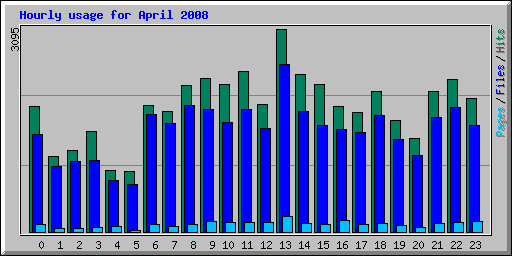 Hourly usage for April 2008
3095
Pages / Files / Hits
0 1 2 3 4 5 6 7 8 9 10 11 12 13 14 15 16 17 18 19 20 21 22 23